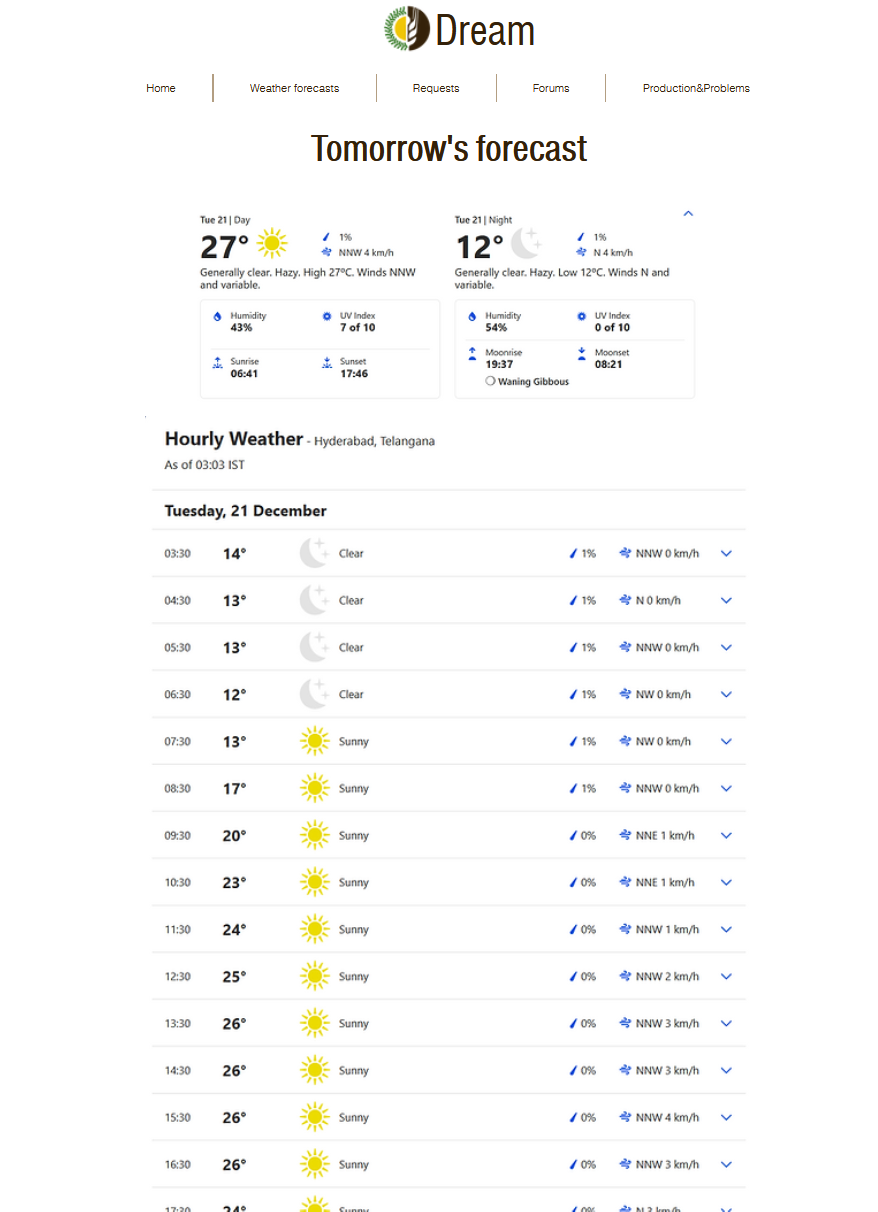 Dream
Home Weather forecasts Requests Forums Production&Problems
Tomorrow's forecast
Tue 21 | Day
27° 1%
NNW 4 km/h
Generally clear. Hazy. High 27°C. Winds NNW
and variable.
Humidity UV Index
43% 7 of 10
Sunrise Sunset
06:41 17:46
Tue 21 | Night
12° 1%
N 4 km/h
Generally clear. Hazy. Low 12°C. Winds N and
variable.
Humidity UV Index
54% 0 of 10
Moonrise Moonset
19:37 08:21
Waning Gibbous
Hourly Weather - Hyderabad, Telangana
As of 03:03 IST
Tuesday, 21 December
03:30 14° Clear 1% NNW 0 km/h
04:30 13° Clear 1% N 0 km/h
05:30 13° Clear 1% NNW 0 km/h
06:30 12° Clear 1% NW 0 km/h
07:30 13° Sunny 1% NW 0 km/h
08:30 17° Sunny 1% NNW 0 km/h
09:30 20° Sunny 0% NNE 1 km/h
10:30 23° Sunny 0% NNE 1 km/h
11:30 24° Sunny 0% NNW 1 km/h
12:30 25° Sunny 0% NNW 2 km/h
13:30 26° Sunny 0% NNW 3 km/h
14:30 26° Sunny 0% NNW 3 km/h
15:30 26° Sunny 0% NNW 4 km/h
16:30 26° Sunny 0% NNW 3 km/h
17:30 24° Sunny 0% N 3 km/h